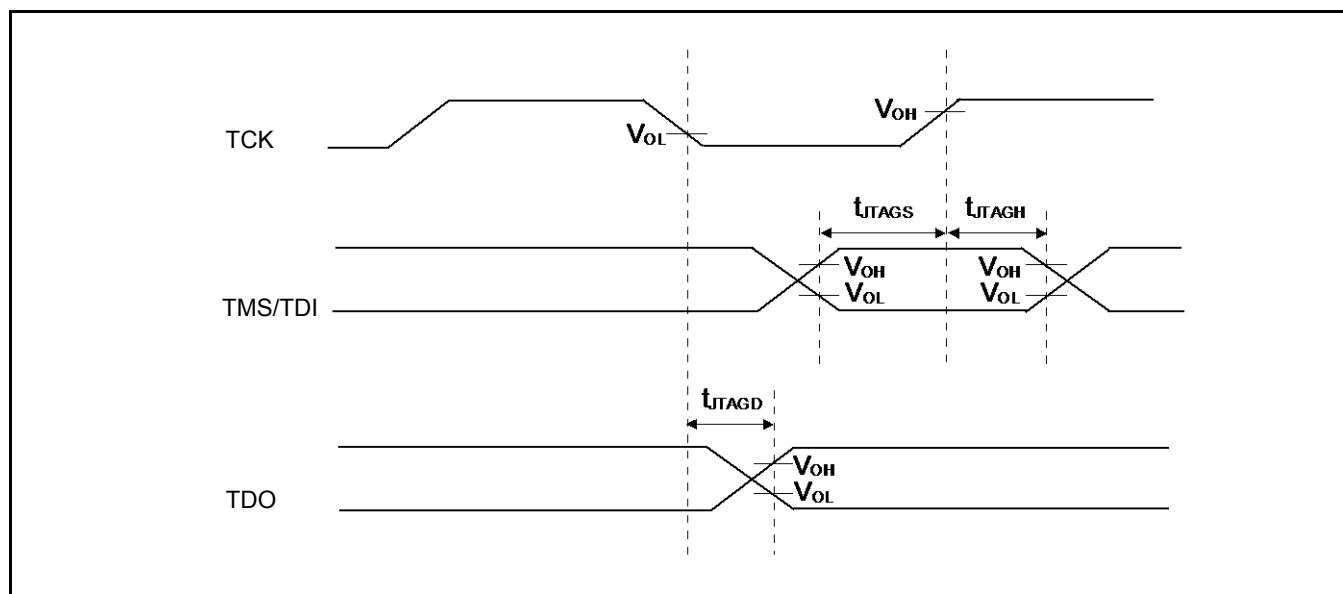 TCK
VOL
VOH
tJTAGS
tJTAGH
TMS/TDI
VOH
VOL
VOH
VOL
tJTAGD
TDO
VOH
VOL